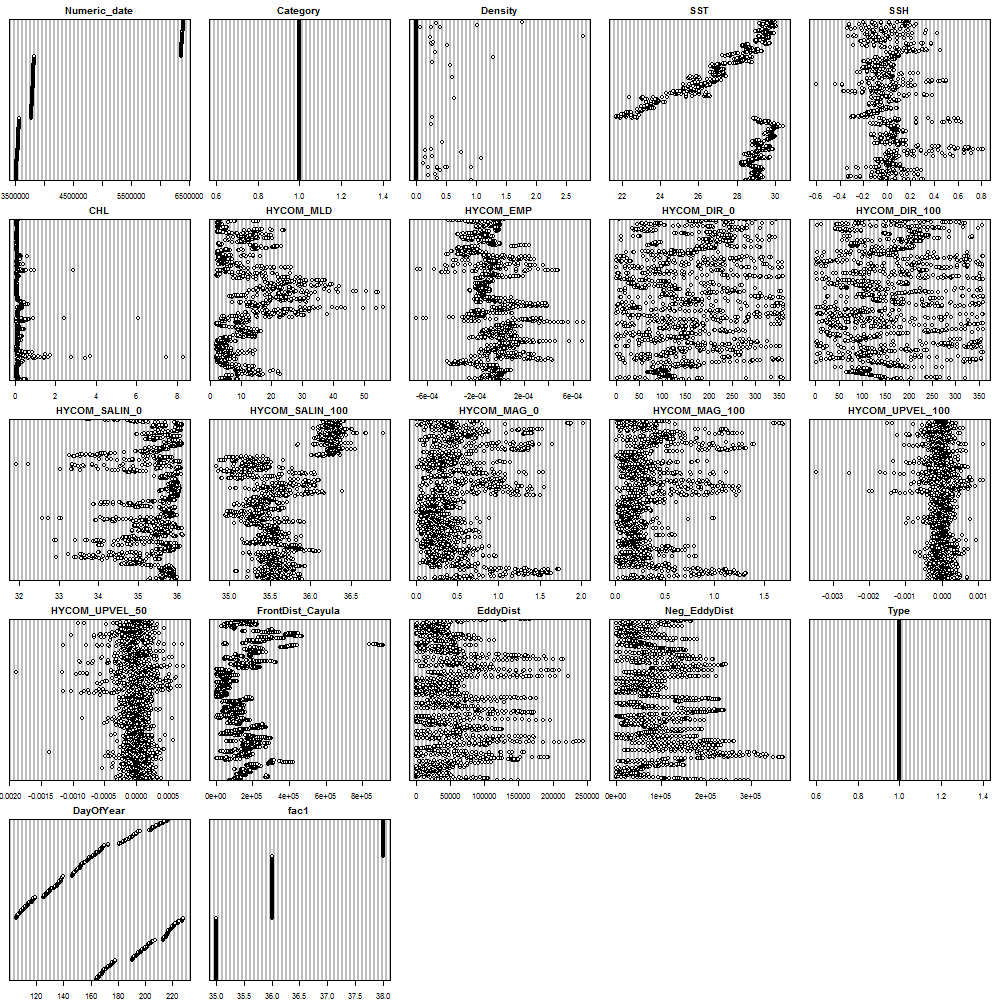 Numeric_date Category Density SST SSH
3500000 4500000 5500000 6500000 0.6 0.8 1.0 1.2 1.4 0.0 0.5 1.0 1.5 2.0 2.5 22 24 26 28 30 -0.6 -0.4 -0.2 0.0 0.2 0.4 0.6 0.8
CHL HYCOM_MLD HYCOM_EMP HYCOM_DIR_0 HYCOM_DIR_100
0 2 4 6 8 0 10 20 30 40 50 -6e-04 -2e-04 2e-04 6e-04 0 50 100 150 200 250 300 350 0 50 100 150 200 250 300 350
HYCOM_SALIN_0 HYCOM_SALIN_100 HYCOM_MAG_0 HYCOM_MAG_100 HYCOM_UPVEL_100
32 33 34 35 36 35.0 35.5 36.0 36.5 0.0 0.5 1.0 1.5 2.0 0.0 0.5 1.0 1.5 -0.003 -0.002 -0.001 0.000 0.001
HYCOM_UPVEL_50 FrontDist_Cayula EddyDist Neg_EddyDist Type
0.0020 -0.0015 -0.0010 -0.0005 0.0000 0.0005 0e+00 2e+05 4e+05 6e+05 8e+05 0 50000 100000 150000 200000 250000 0e+00 1e+05 2e+05 3e+05 0.6 0.8 1.0 1.2 1.4
DayOfYear fac1
120 140 160 180 200 220 35.0 35.5 36.0 36.5 37.0 37.5 38.0